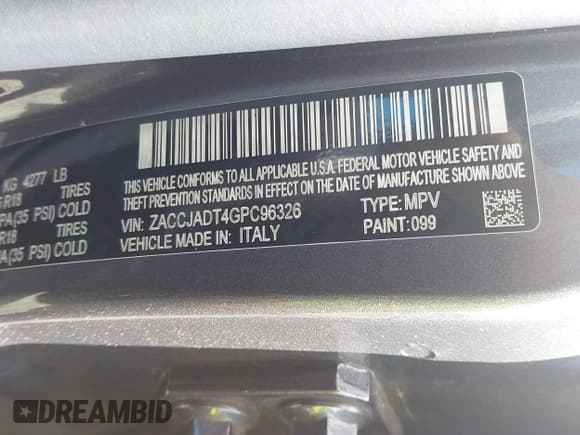 KG 4277 LB
R18 TIRES
PA(35 PSI) COLD
R18 TIRES
PA(35 PSI) COLD
THIS VEHICLE CONFORMS TO ALL APPLICABLE U.S.A. FEDERAL MOTOR VEHICLE SAFETY AND
THEFT PREVENTION STANDARDS IN EFFECT ON THE DATE OF MANUFACTURE SHOWN ABOVE.
VIN: ZACCJADT4GPC96326 TYPE: MPV
VEHICLE MADE IN: ITALY PAINT: 099
DREAMBID